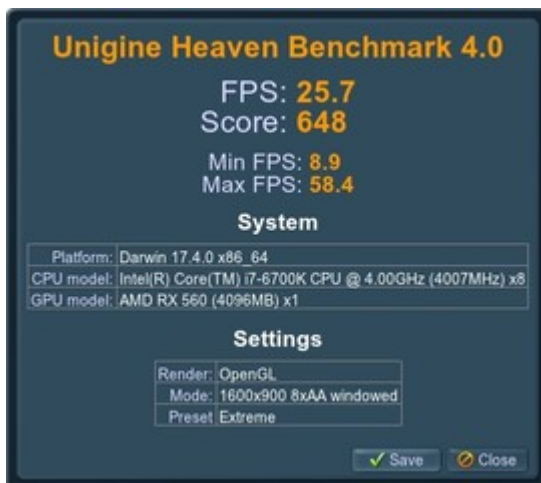 Unigine Heaven Benchmark 4.0
FPS: 25.7
Score: 648
Min FPS: 8.9
Max FPS: 58.4
System
Platform: Darwin 17.4.0 x86_64
CPU model: Intel(R) Core(TM) i7-6700K CPU @ 4.00GHz (4007MHz) x8
GPU model: AMD RX 560 (4096MB) x1
Settings
Render: OpenGL
Mode: 1600x900 8xAA windowed
Preset Extreme
Save Close